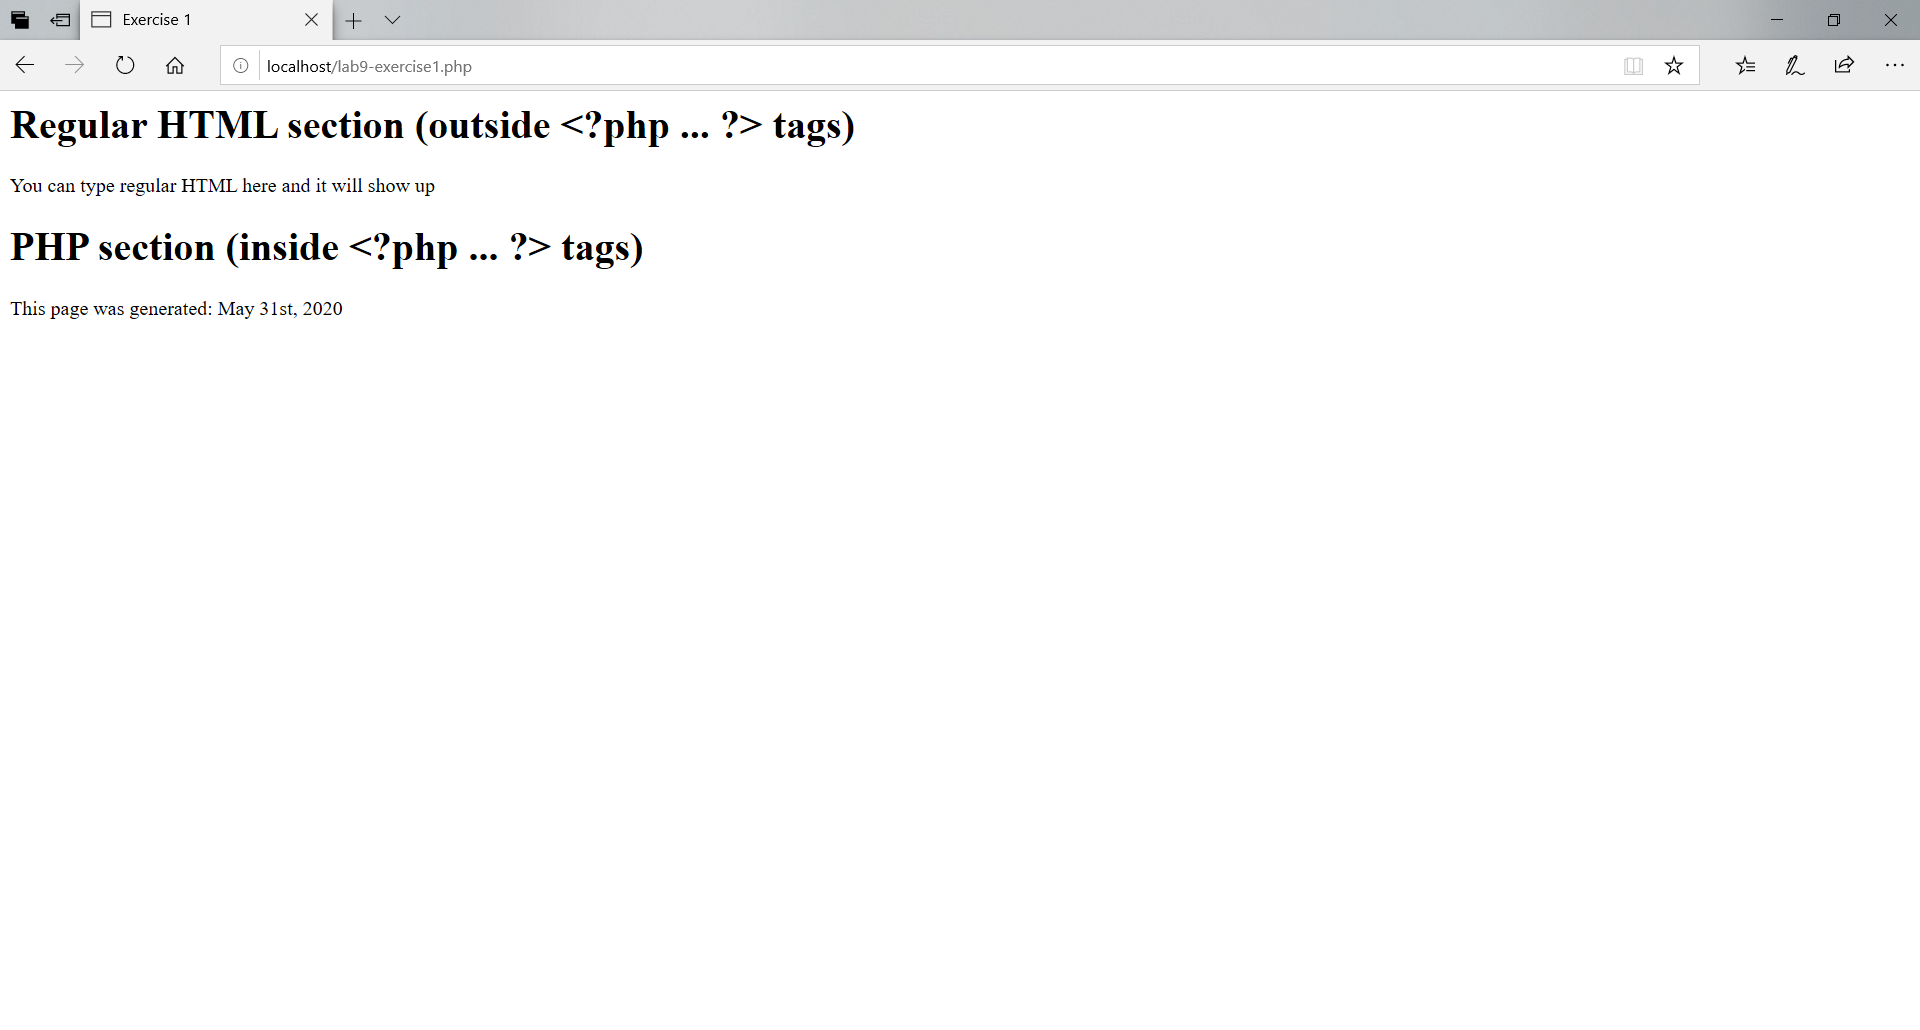 Exercise 1
localhost/lab9-exercise1.php
Regular HTML section (outside <?php ... ?> tags)
You can type regular HTML here and it will show up
PHP section (inside <?php ... ?> tags)
This page was generated: May 31st, 2020